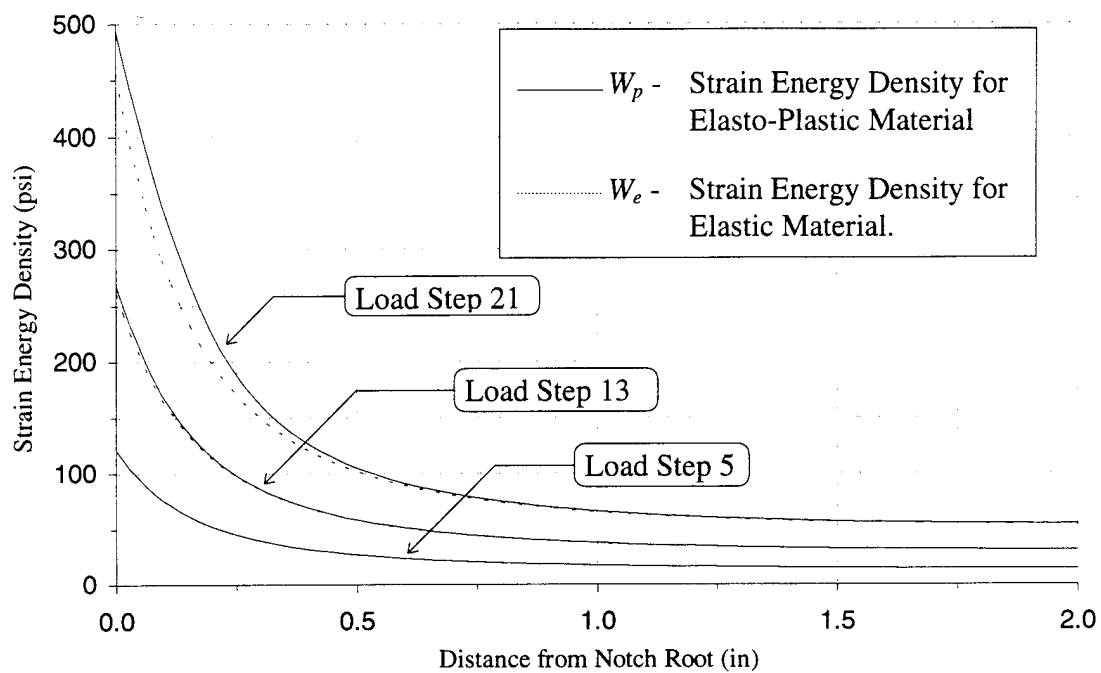 500
400
300
200
100
0
Strain Energy Density (psi)
W_p - Strain Energy Density for
Elasto-Plastic Material
W_e - Strain Energy Density for
Elastic Material.
Load Step 21
Load Step 13
Load Step 5
0.0 0.5 1.0 1.5 2.0
Distance from Notch Root (in)